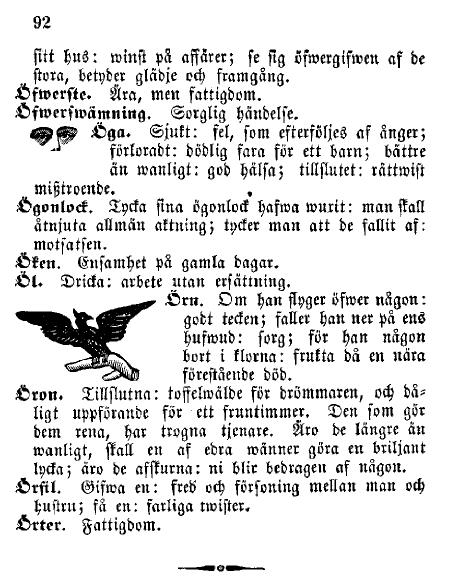 92
sitt hus: winst på affärer; se sig öfwergifwen af de
stora, betyder glädje och framgång.
Öfwerste. Ära, men fattigdom.
Öfwerswämning. Sorglig händelse.
Öga. Sjukt: fel, som efterföljes af ånger;
förloradt: dödlig fara för ett barn; bättre
än wanligt: god hälsa; tillslutet: rättwist
mißtroende.
Ögonlock. Tycka sina ögonlock hafwa wuxit: man skall
åtnjuta allmän aktning; tycker man att de fallit af:
motsatsen.
Öken. Ensamhet på gamla dagar.
Öl. Dricka: arbete utan ersättning.
Örn. Om han flyger öfwer någon:
godt tecken; faller han ner på ens
hufwud: sorg; för han någon
bort i klorna: frukta då en nära
förestående död.
Öron. Tillslutna: toffelwälde för drömmaren, och då-
ligt uppförande för ett fruntimmer. Den som gör
dem rena, har trogna tjenare. Äro de längre än
wanligt, skall en af edra wänner göra en briljant
lycka; äro de afskurna: ni blir bedragen af någon.
Örfil. Gifwa en: fred och försoning mellan man och
hustru; få en: farliga twister.
Örter. Fattigdom.